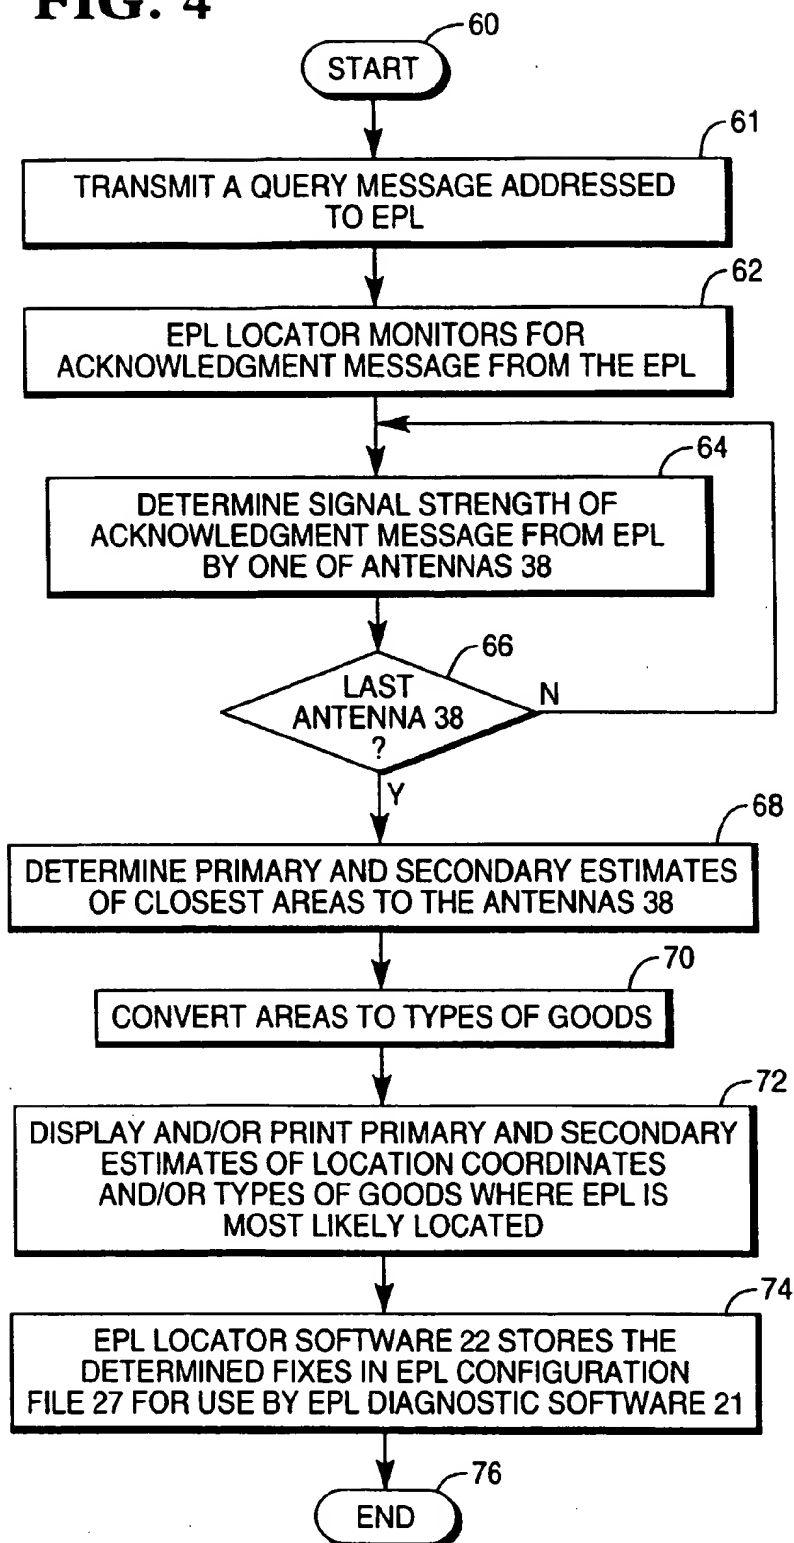 FIG. 4
60
START
61
TRANSMIT A QUERY MESSAGE ADDRESSED
TO EPL
62
EPL LOCATOR MONITORS FOR
ACKNOWLEDGMENT MESSAGE FROM THE EPL
64
DETERMINE SIGNAL STRENGTH OF
ACKNOWLEDGMENT MESSAGE FROM EPL
BY ONE OF ANTENNAS 38
66
LAST
ANTENNA 38
?
N
Y
68
DETERMINE PRIMARY AND SECONDARY ESTIMATES
OF CLOSEST AREAS TO THE ANTENNAS 38
70
CONVERT AREAS TO TYPES OF GOODS
72
DISPLAY AND/OR PRINT PRIMARY AND SECONDARY
ESTIMATES OF LOCATION COORDINATES
AND/OR TYPES OF GOODS WHERE EPL IS
MOST LIKELY LOCATED
74
EPL LOCATOR SOFTWARE 22 STORES THE
DETERMINED FIXES IN EPL CONFIGURATION
FILE 27 FOR USE BY EPL DIAGNOSTIC SOFTWARE 21
76
END